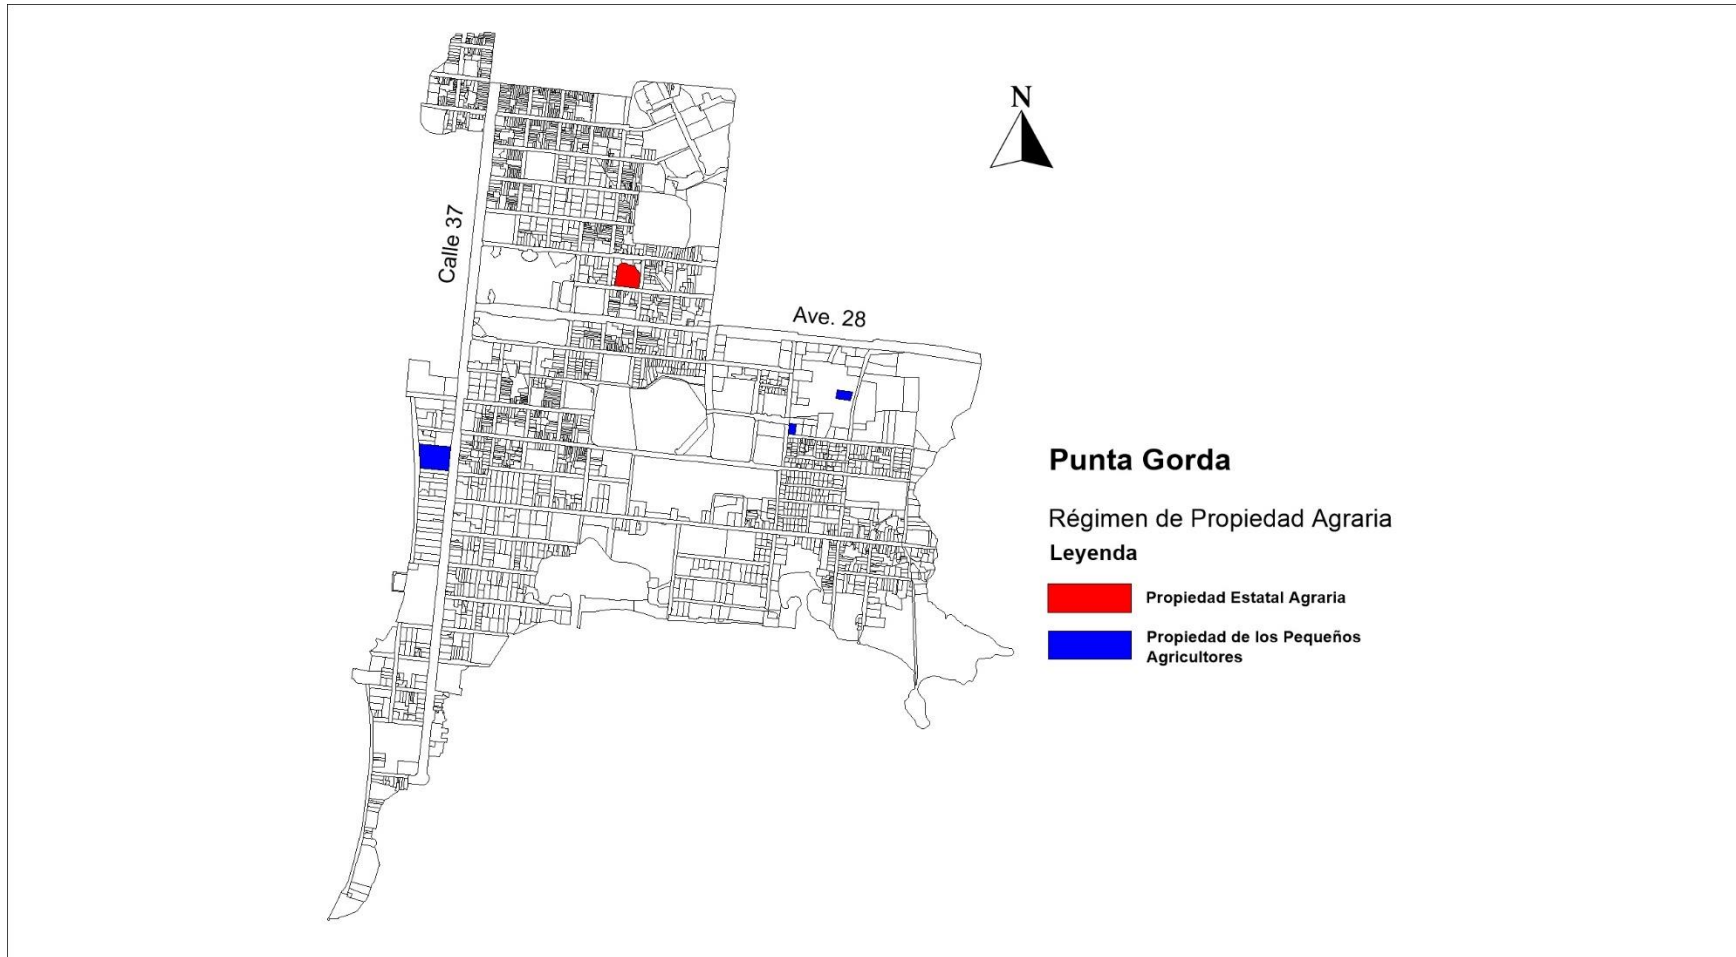 N
Calle 37
Ave. 28
Punta Gorda
Régimen de Propiedad Agraria
Leyenda
Propiedad Estatal Agraria
Propiedad de los Pequeños
Agricultores